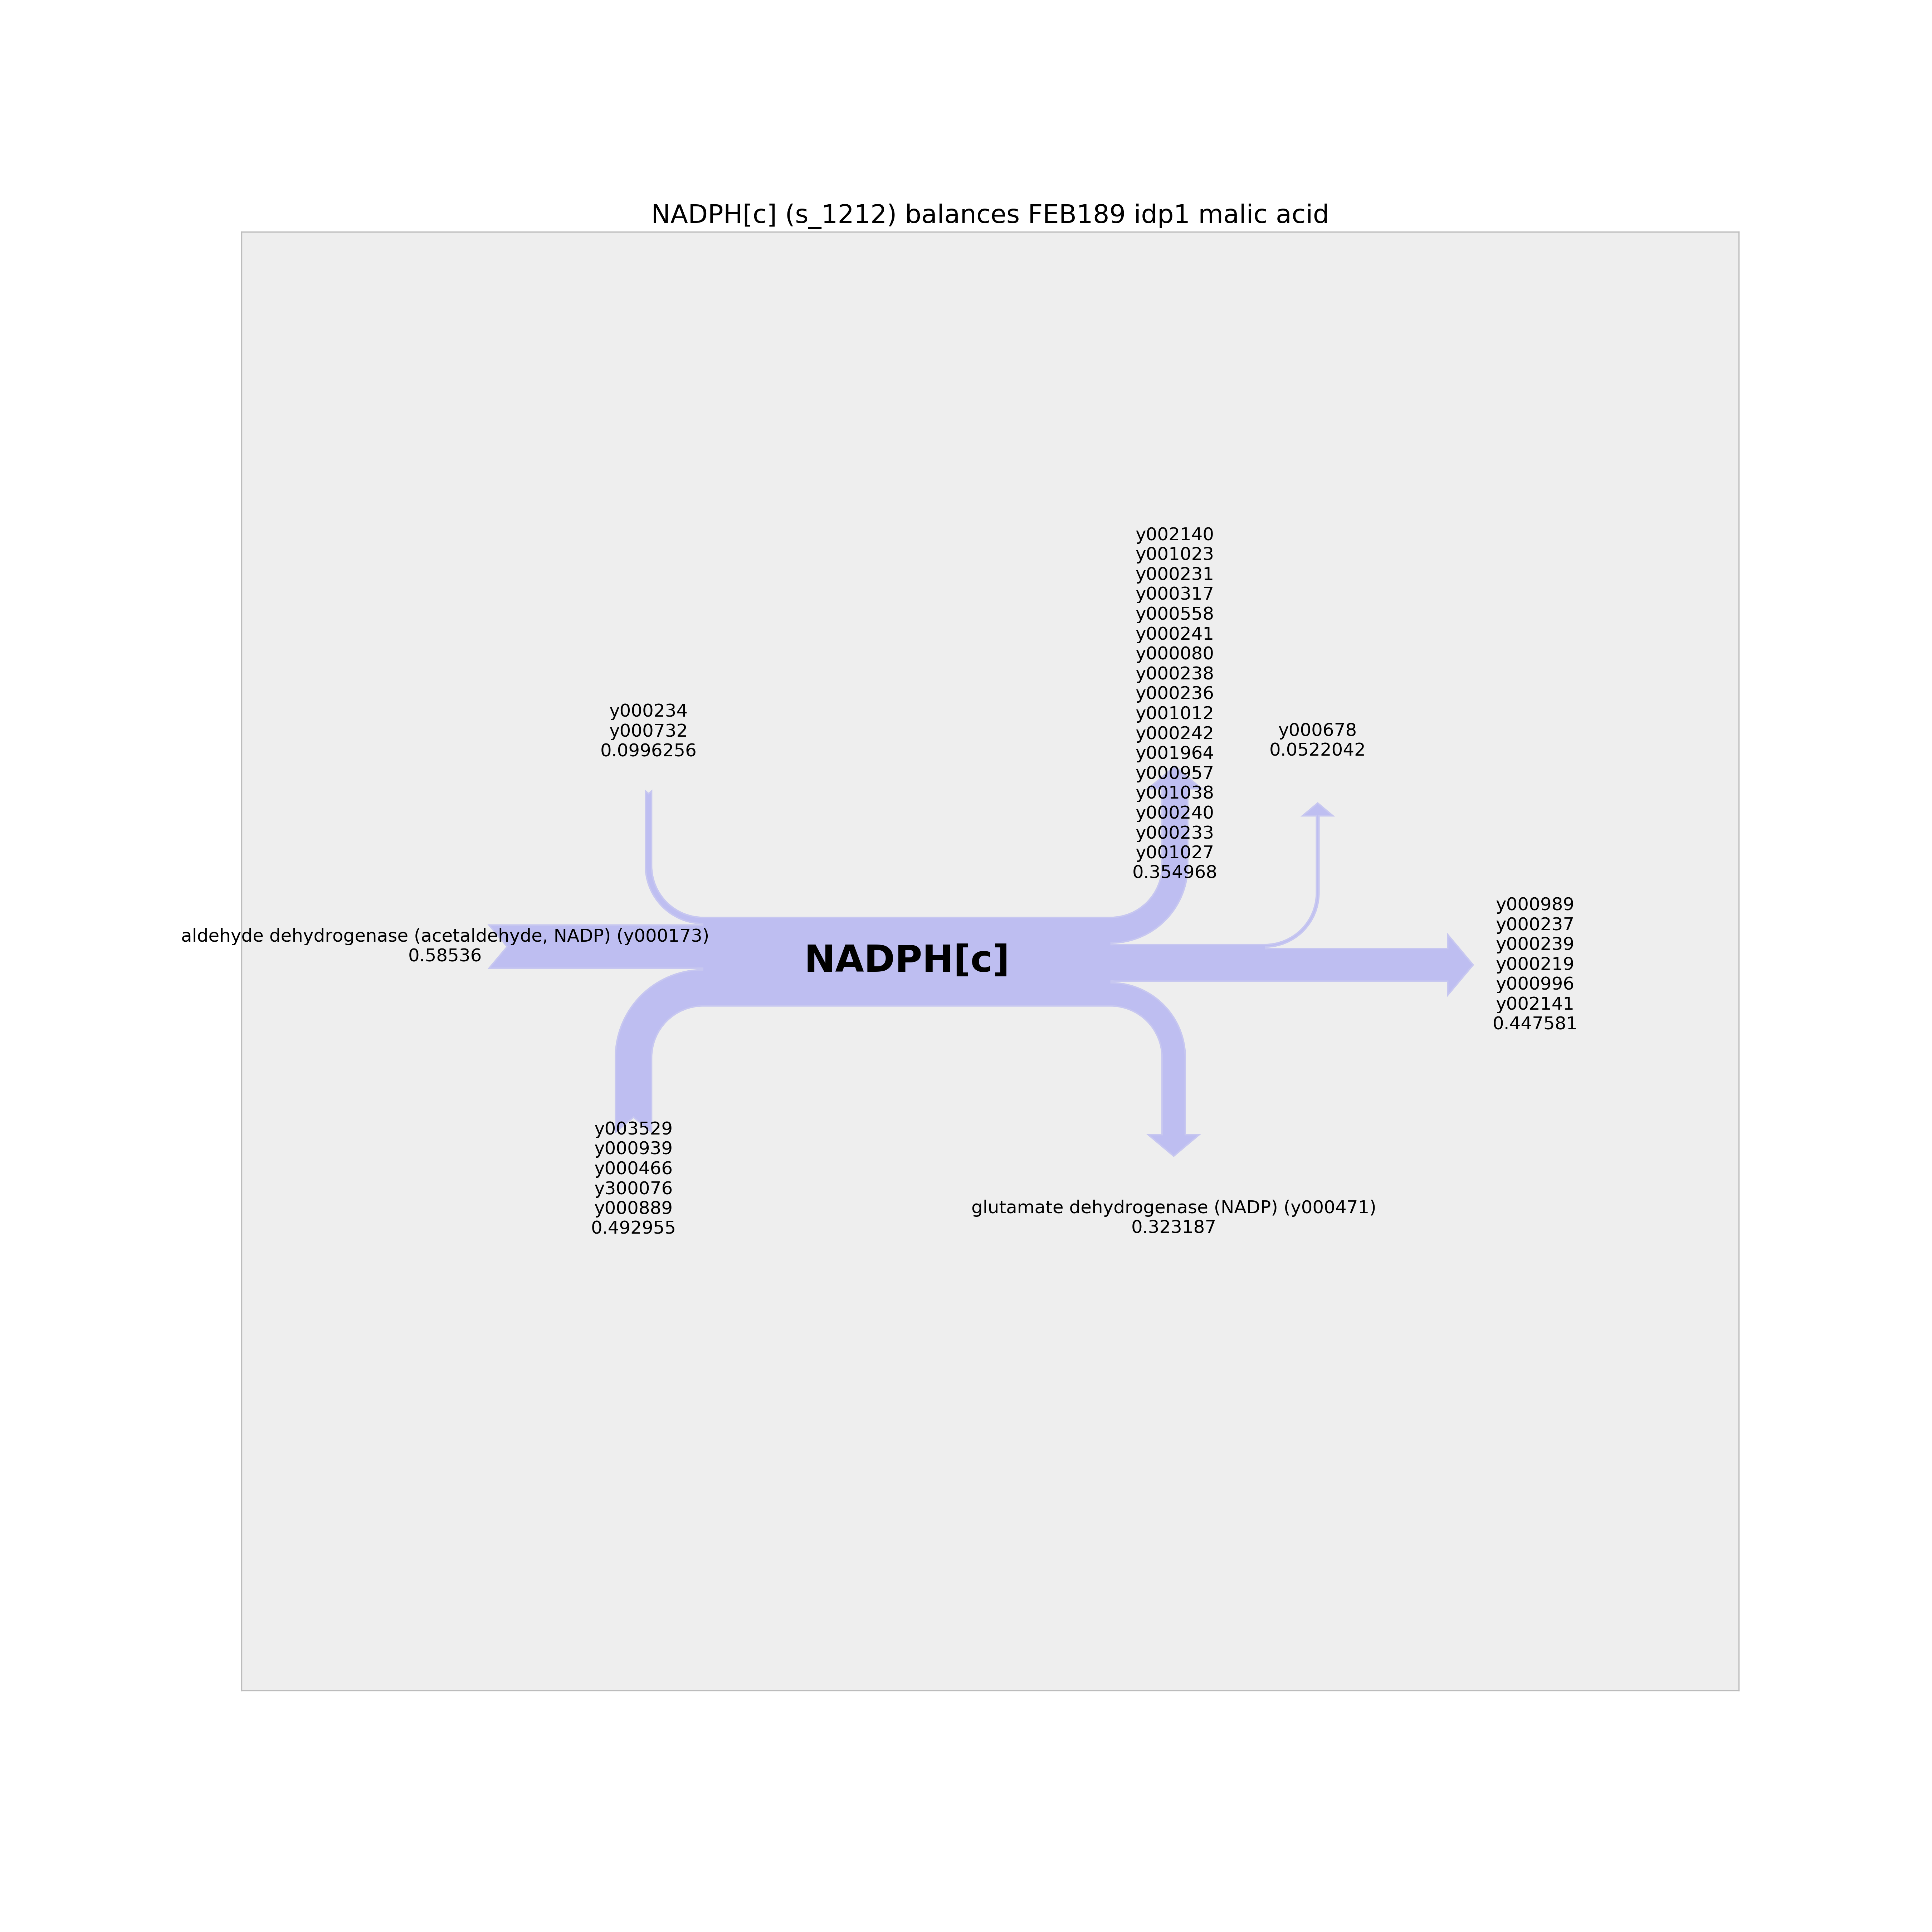 NADPH[c] (s_1212) balances FEB189 idp1 malic acid
y002140
y001023
y000231
y000317
y000558
y000241
y000080
y000238
y000236
y001012
y000242
y001964
y000957
y001038
y000240
y000233
y001027
0.354968
y000234
y000732
0.0996256
y000678
0.0522042
aldehyde dehydrogenase (acetaldehyde, NADP) (y000173)
0.58536
NADPH[c]
y000989
y000237
y000239
y000219
y000996
y002141
0.447581
y003529
y000939
y000466
y300076
y000889
0.492955
glutamate dehydrogenase (NADP) (y000471)
0.323187